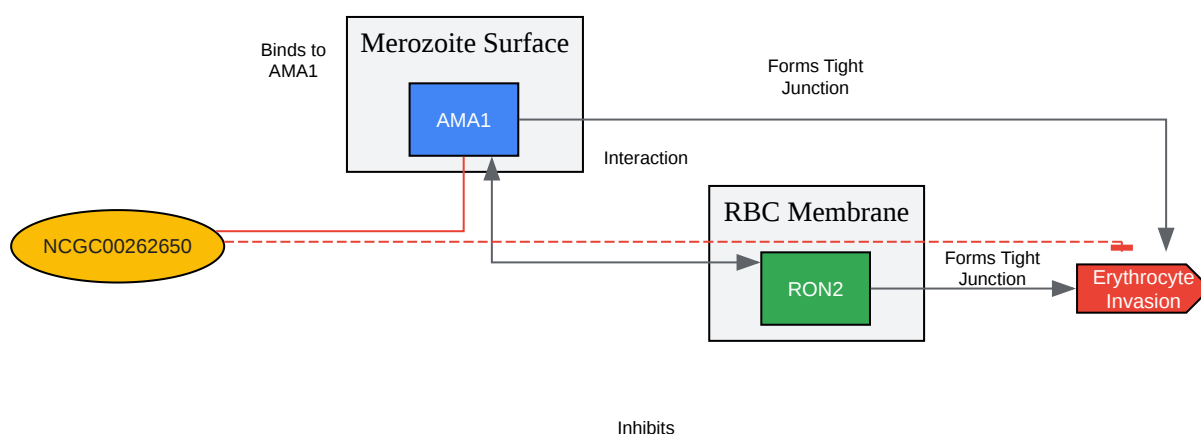 Binds to
AMA1
Merozoite Surface
AMA1
Forms Tight
Junction
Interaction
RBC Membrane
NCGC00262650
RON2
Forms Tight
Junction
Erythrocyte
Invasion
Inhibits